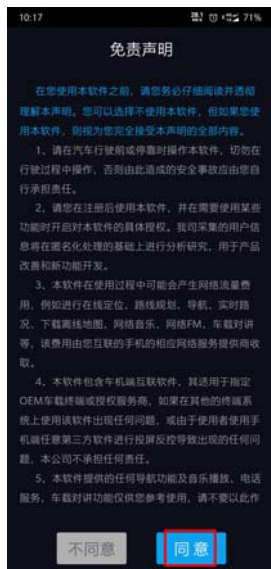 10:17
71%
免责声明
在您使用本软件之前，请您务必仔细阅读并透彻
理解本声明。您可以选择不使用本软件，但如果您使
用本软件，则视为您完全接受本声明的全部内容。
1、请在汽车行驶前或停靠时操作本软件，切勿在
行驶过程中操作，否则由此造成的安全事故应由您自
行承担责任。
2、请您在注册后使用本软件，并在需要使用某些
功能时开启对本软件的具体授权。我司采集的用户信
息将在匿名化处理的基础上进行分析研究，用于产品
改善和新功能开发。
3、本软件在使用过程中可能会产生网络流量费
用，例如进行在线定位、路线规划、导航、实时路
况、下载离线地图、网络音乐、网络FM、车载对讲
等，该费用由您互联的手机的相应网络服务提供商收
取。
4、本软件包含车机端互联软件，其适用于指定
OEM车载终端或授权服务商，如果在其他的终端系
统上使用该软件出现任何问题，或由于使用者使用手
机端任意第三方软件进行投屏反控导致出现的任何问
题，本公司不承担任何责任。
5、本软件提供的任何导航功能及音乐播放、电话
服务、车载对讲功能仅供您参考使用，请不要以此作
不同意
同意